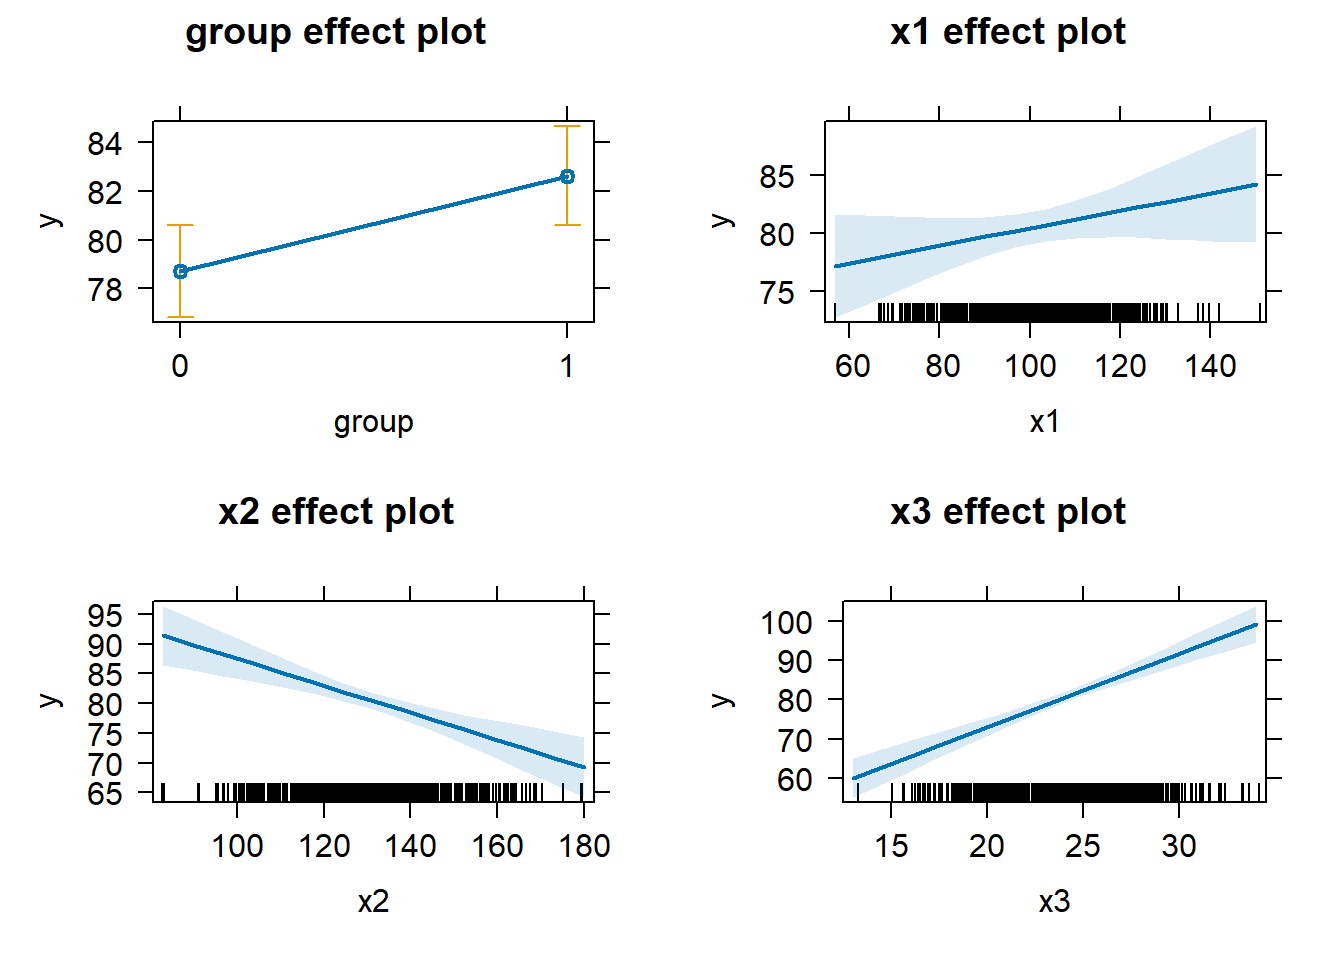 group effect plot
84
82
80
78
y
0 1
group
x1 effect plot
85
80
75
y
60 80 100 120 140
x1
x2 effect plot
95
90
85
80
75
70
65
y
100 120 140 160 180
x2
x3 effect plot
100
90
80
70
60
y
15 20 25 30
x3